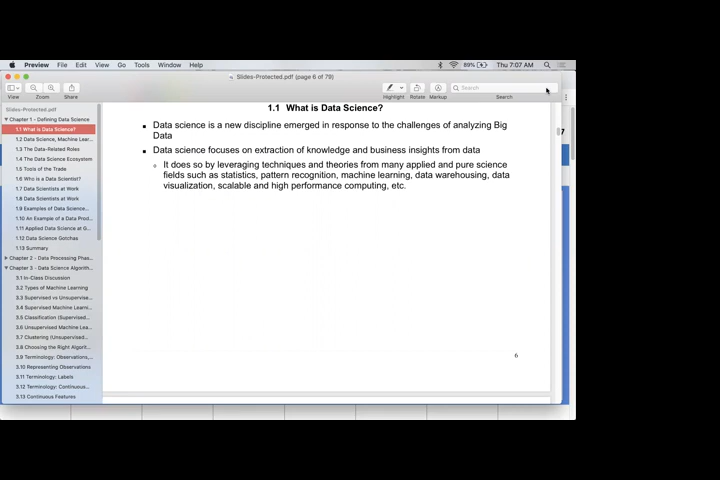 Preview File Edit View Go Tools Window Help 89% Thu 7:07 AM
Slides-Protected.pdf (page 6 of 79)
Search
View Zoom Share Highlight Rotate Markup Search
Slides-Protected.pdf
Chapter 1 - Defining Data Science
1.1 What is Data Science?
1.2 Data Science, Machine Lear...
1.3 The Data-Related Roles
1.4 The Data Science Ecosystem
1.5 Tools of the Trade
1.6 Who is a Data Scientist?
1.7 Data Scientists at Work
1.8 Data Scientists at Work
1.9 Examples of Data Science...
1.10 An Example of a Data Prod...
1.11 Applied Data Science at G...
1.12 Data Science Gotchas
1.13 Summary
Chapter 2 - Data Processing Phas...
Chapter 3 - Data Science Algorith...
3.1 In-Class Discussion
3.2 Types of Machine Learning
3.3 Supervised vs Unsupervise...
3.4 Supervised Machine Learni...
3.5 Classification (Supervised...
3.6 Unsupervised Machine Lea...
3.7 Clustering (Unsupervised...
3.8 Choosing the Right Algorit...
3.9 Terminology: Observations,...
3.10 Representing Observations
3.11 Terminology: Labels
3.12 Terminology: Continuous...
3.13 Continuous Features
1.1 What is Data Science?
Data science is a new discipline emerged in response to the challenges of analyzing Big
Data
Data science focuses on extraction of knowledge and business insights from data
It does so by leveraging techniques and theories from many applied and pure science
fields such as statistics, pattern recognition, machine learning, data warehousing, data
visualization, scalable and high performance computing, etc.
6
7